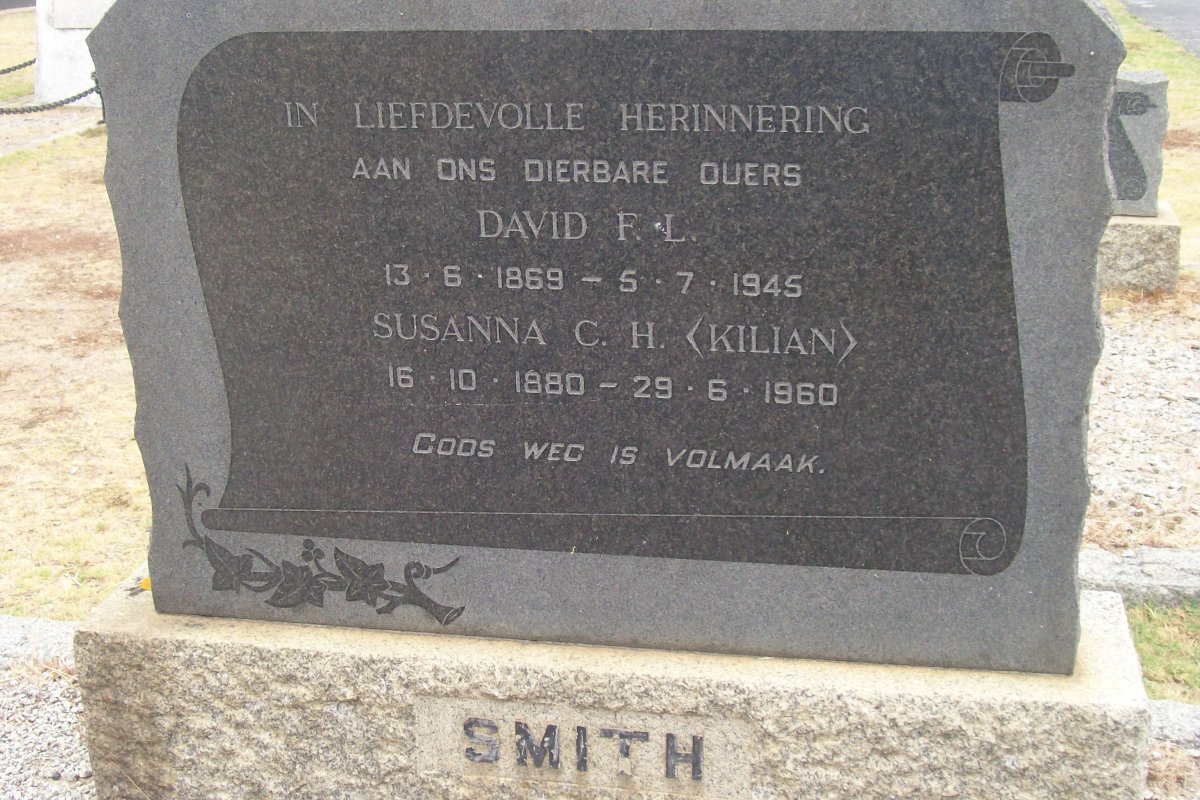 IN LIEFDEVOLLE HERINNERING
AAN ONS DIERBARE OUERS
DAVID F. L.
13 · 6 · 1869 – 5 · 7 · 1945
SUSANNA C. H. (KILIAN)
16 · 10 · 1880 – 29 · 6 · 1960
GODS WEG IS VOLMAAK.
SMITH